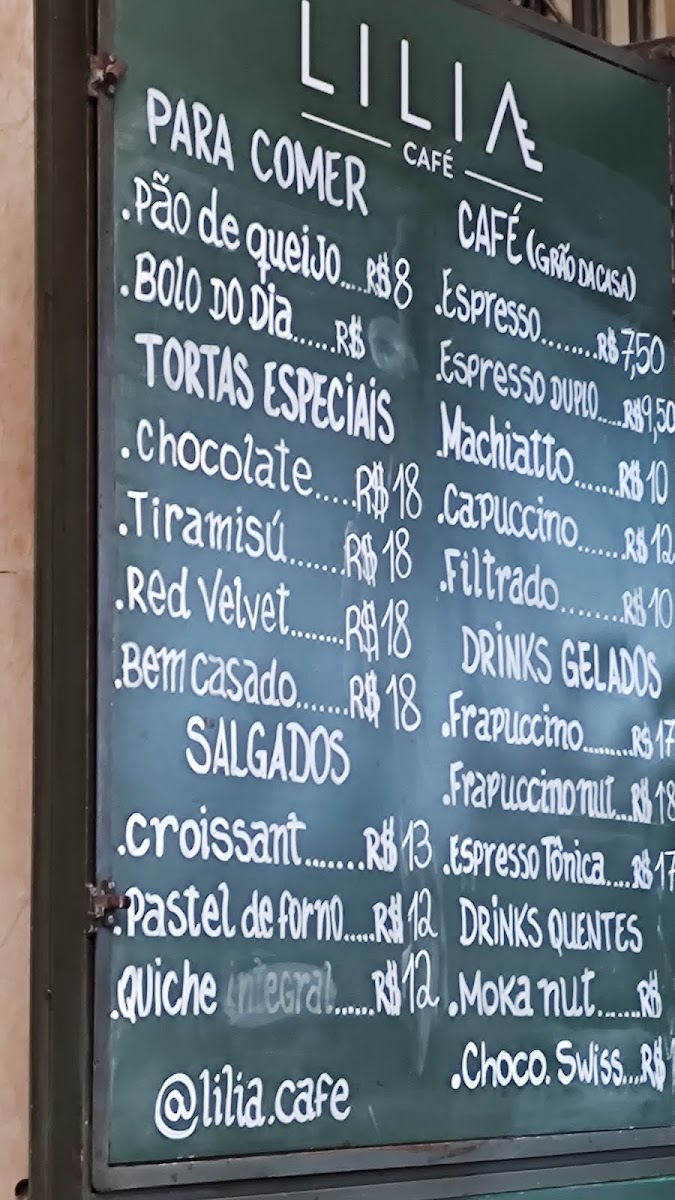 LILIA
CAFÉ
PARA COMER
.Pão de queijo.....R$8
.BOLO DO Dia......R$
TORTAS ESPECIAIS
.Chocolate.....R$18
.Tiramisú.......R$18
.Red Velvet........R$18
.Bem casado.......R$18
SALGADOS
.croissant.......R$13
.Pastel de forno.....R$12
.Quiche integral......R$12
@lilia.cafe
CAFÉ (GRÃO DA CASA)
.Espresso........R$7,50
.Espresso DUPLO.....R$9,50
.Machiatto.......R$10
.Capuccino......R$12
.Filtrado........R$10
DRINKS GELADOS
.Frapuccino.........R$17
.Frapuccino nut...R$18
.Espresso Tônica....R$17
DRINKS QUENTES
.Moka nut.......R$
.Choco. Swiss....R$